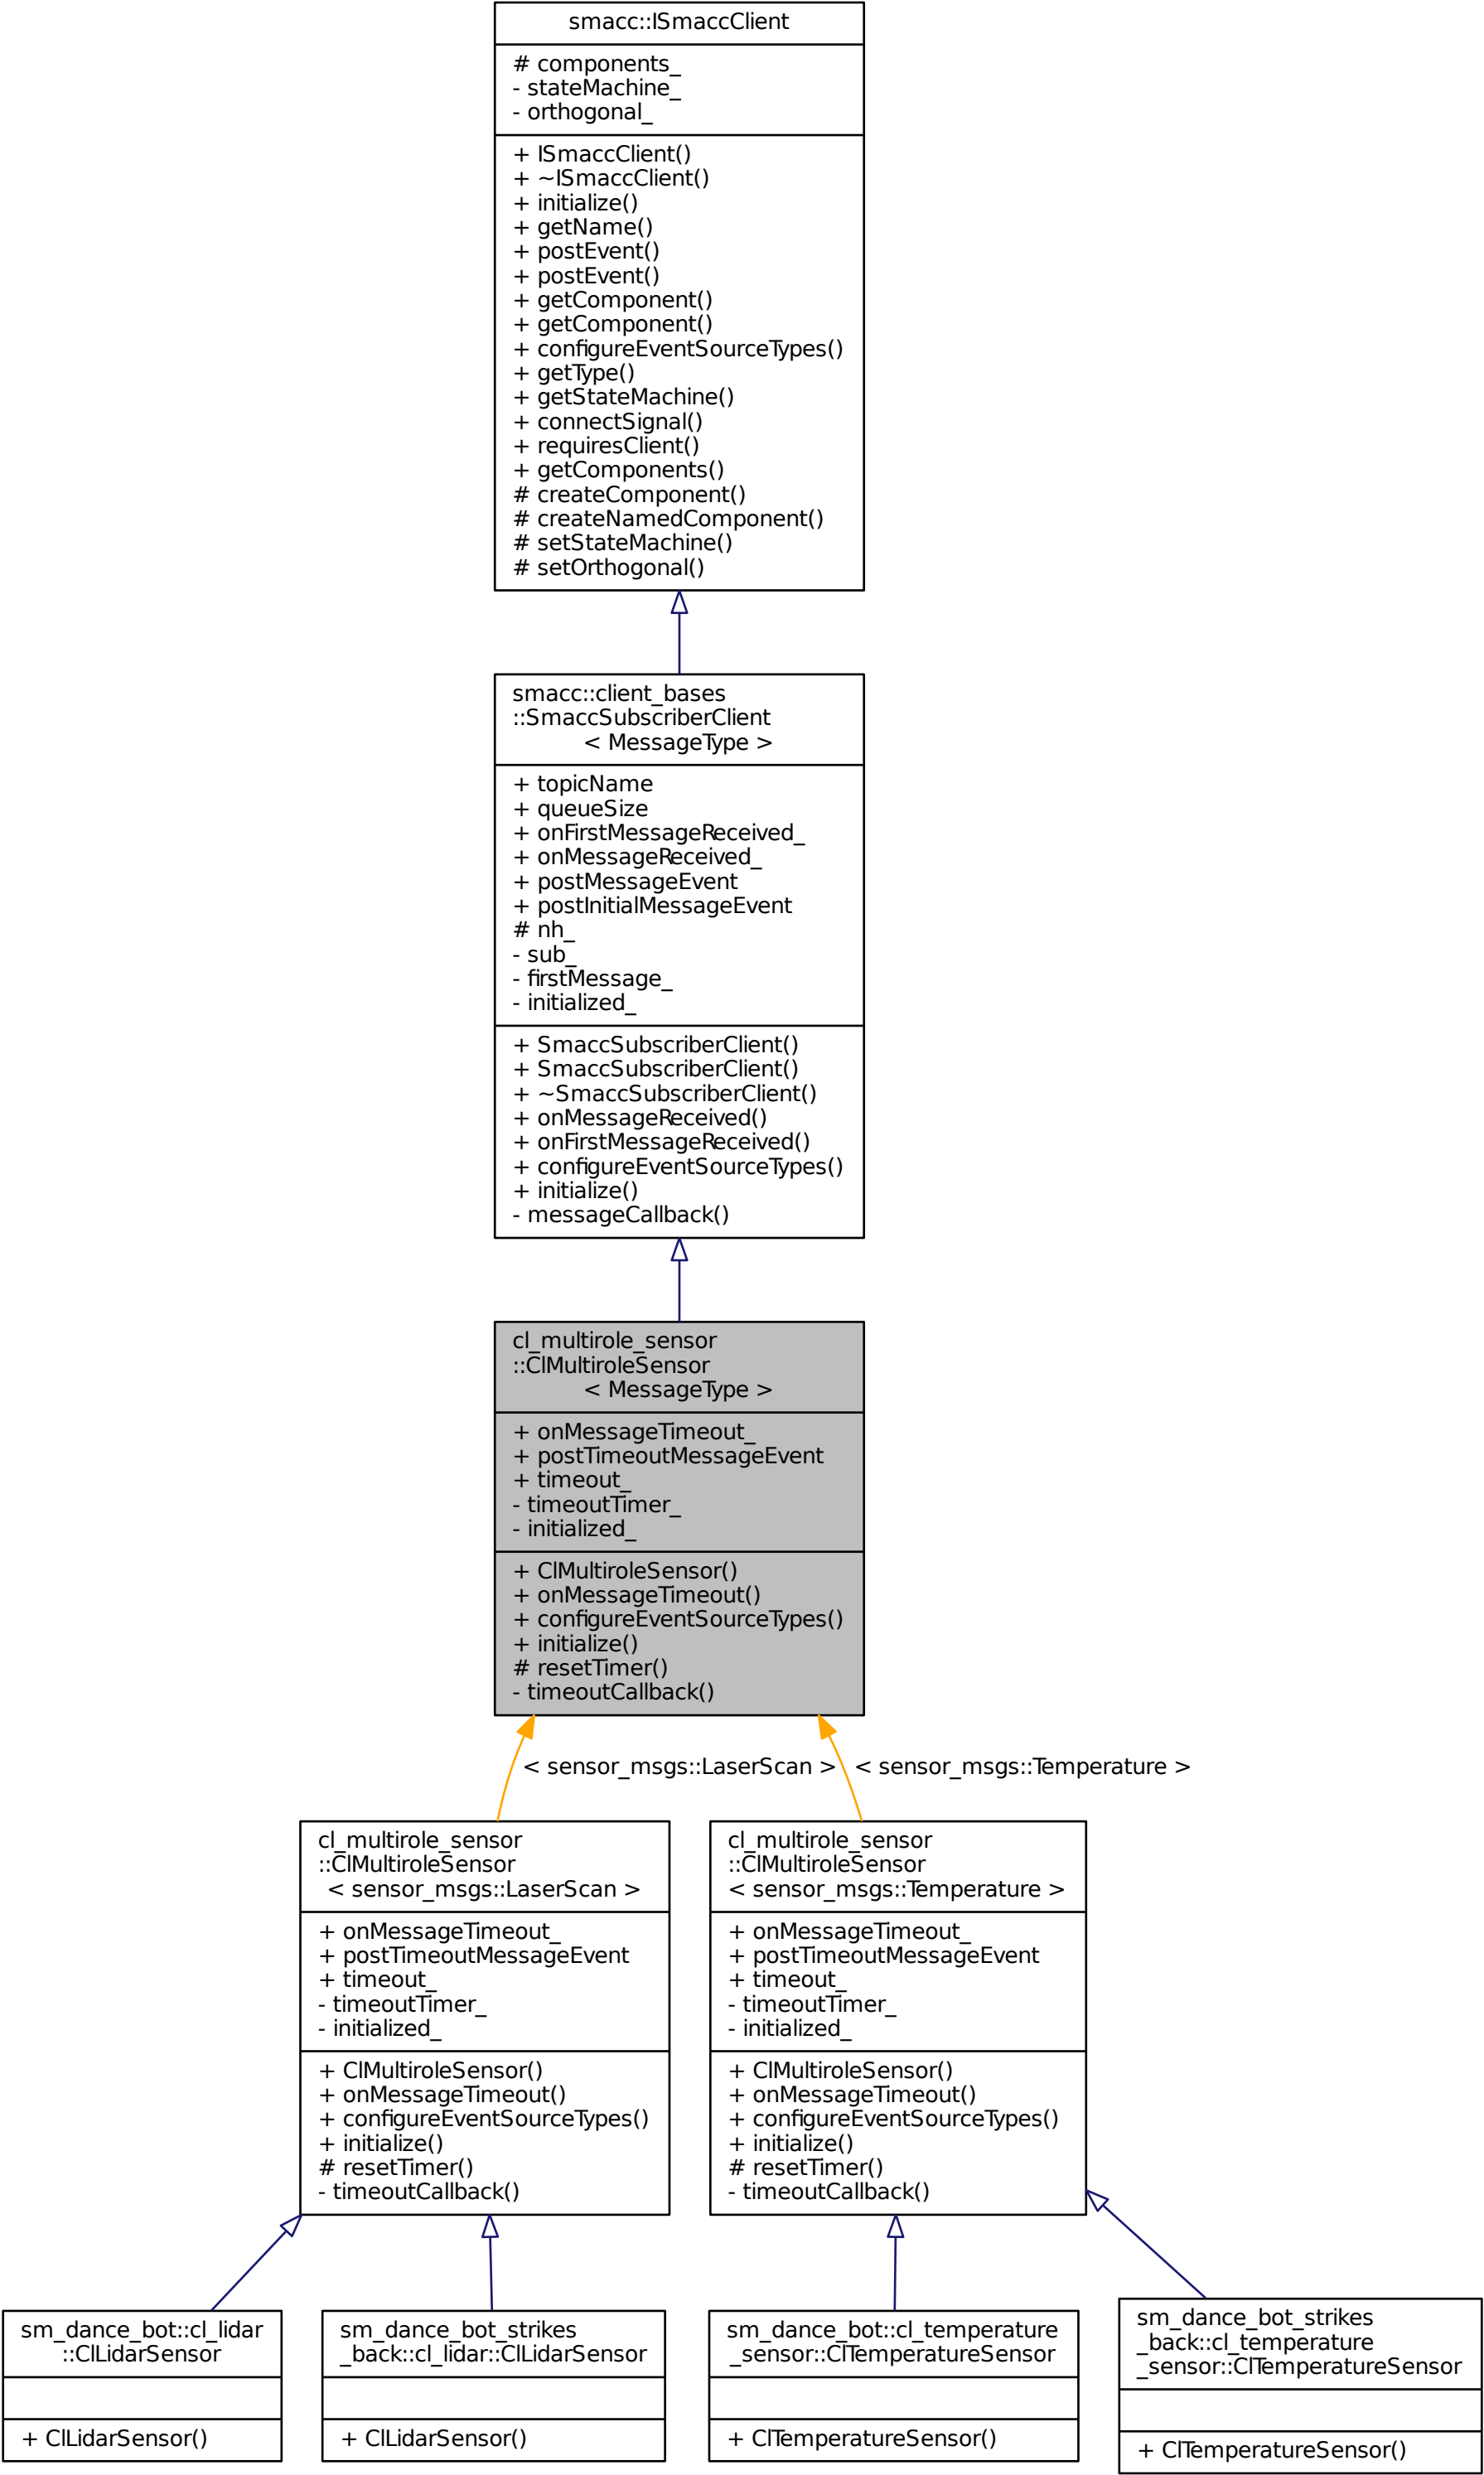 smacc::ISmaccClient
# components_
- stateMachine_
- orthogonal_
+ ISmaccClient()
+ ~ISmaccClient()
+ initialize()
+ getName()
+ postEvent()
+ postEvent()
+ getComponent()
+ getComponent()
+ configureEventSourceTypes()
+ getType()
+ getStateMachine()
+ connectSignal()
+ requiresClient()
+ getComponents()
# createComponent()
# createNamedComponent()
# setStateMachine()
# setOrthogonal()
smacc::client_bases
::SmaccSubscriberClient
< MessageType >
+ topicName
+ queueSize
+ onFirstMessageReceived_
+ onMessageReceived_
+ postMessageEvent
+ postInitialMessageEvent
# nh_
- sub_
- firstMessage_
- initialized_
+ SmaccSubscriberClient()
+ SmaccSubscriberClient()
+ ~SmaccSubscriberClient()
+ onMessageReceived()
+ onFirstMessageReceived()
+ configureEventSourceTypes()
+ initialize()
- messageCallback()
cl_multirole_sensor
::ClMultiroleSensor
< MessageType >
+ onMessageTimeout_
+ postTimeoutMessageEvent
+ timeout_
- timeoutTimer_
- initialized_
+ ClMultiroleSensor()
+ onMessageTimeout()
+ configureEventSourceTypes()
+ initialize()
# resetTimer()
- timeoutCallback()
< sensor_msgs::LaserScan >
< sensor_msgs::Temperature >
cl_multirole_sensor
::ClMultiroleSensor
< sensor_msgs::LaserScan >
+ onMessageTimeout_
+ postTimeoutMessageEvent
+ timeout_
- timeoutTimer_
- initialized_
+ ClMultiroleSensor()
+ onMessageTimeout()
+ configureEventSourceTypes()
+ initialize()
# resetTimer()
- timeoutCallback()
cl_multirole_sensor
::ClMultiroleSensor
< sensor_msgs::Temperature >
+ onMessageTimeout_
+ postTimeoutMessageEvent
+ timeout_
- timeoutTimer_
- initialized_
+ ClMultiroleSensor()
+ onMessageTimeout()
+ configureEventSourceTypes()
+ initialize()
# resetTimer()
- timeoutCallback()
sm_dance_bot::cl_lidar
::ClLidarSensor
+ ClLidarSensor()
sm_dance_bot_strikes
_back::cl_lidar::ClLidarSensor
+ ClLidarSensor()
sm_dance_bot::cl_temperature
_sensor::ClTemperatureSensor
+ ClTemperatureSensor()
sm_dance_bot_strikes
_back::cl_temperature
_sensor::ClTemperatureSensor
+ ClTemperatureSensor()